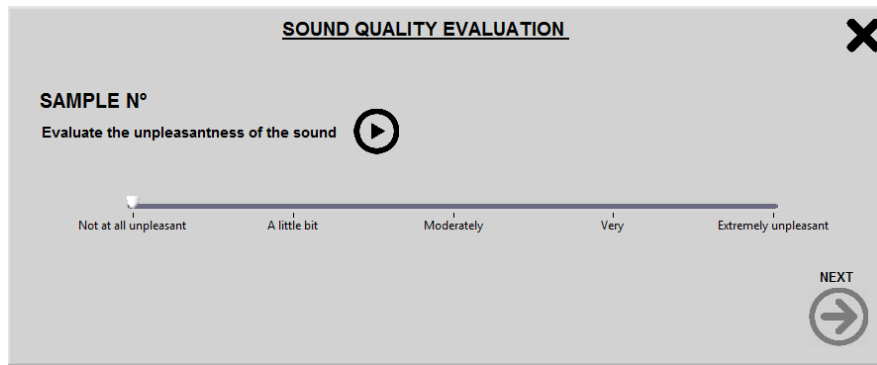 SOUND QUALITY EVALUATION
SAMPLE Nº
Evaluate the unpleasantness of the sound
Not at all unpleasant A little bit Moderately Very Extremely unpleasant
NEXT